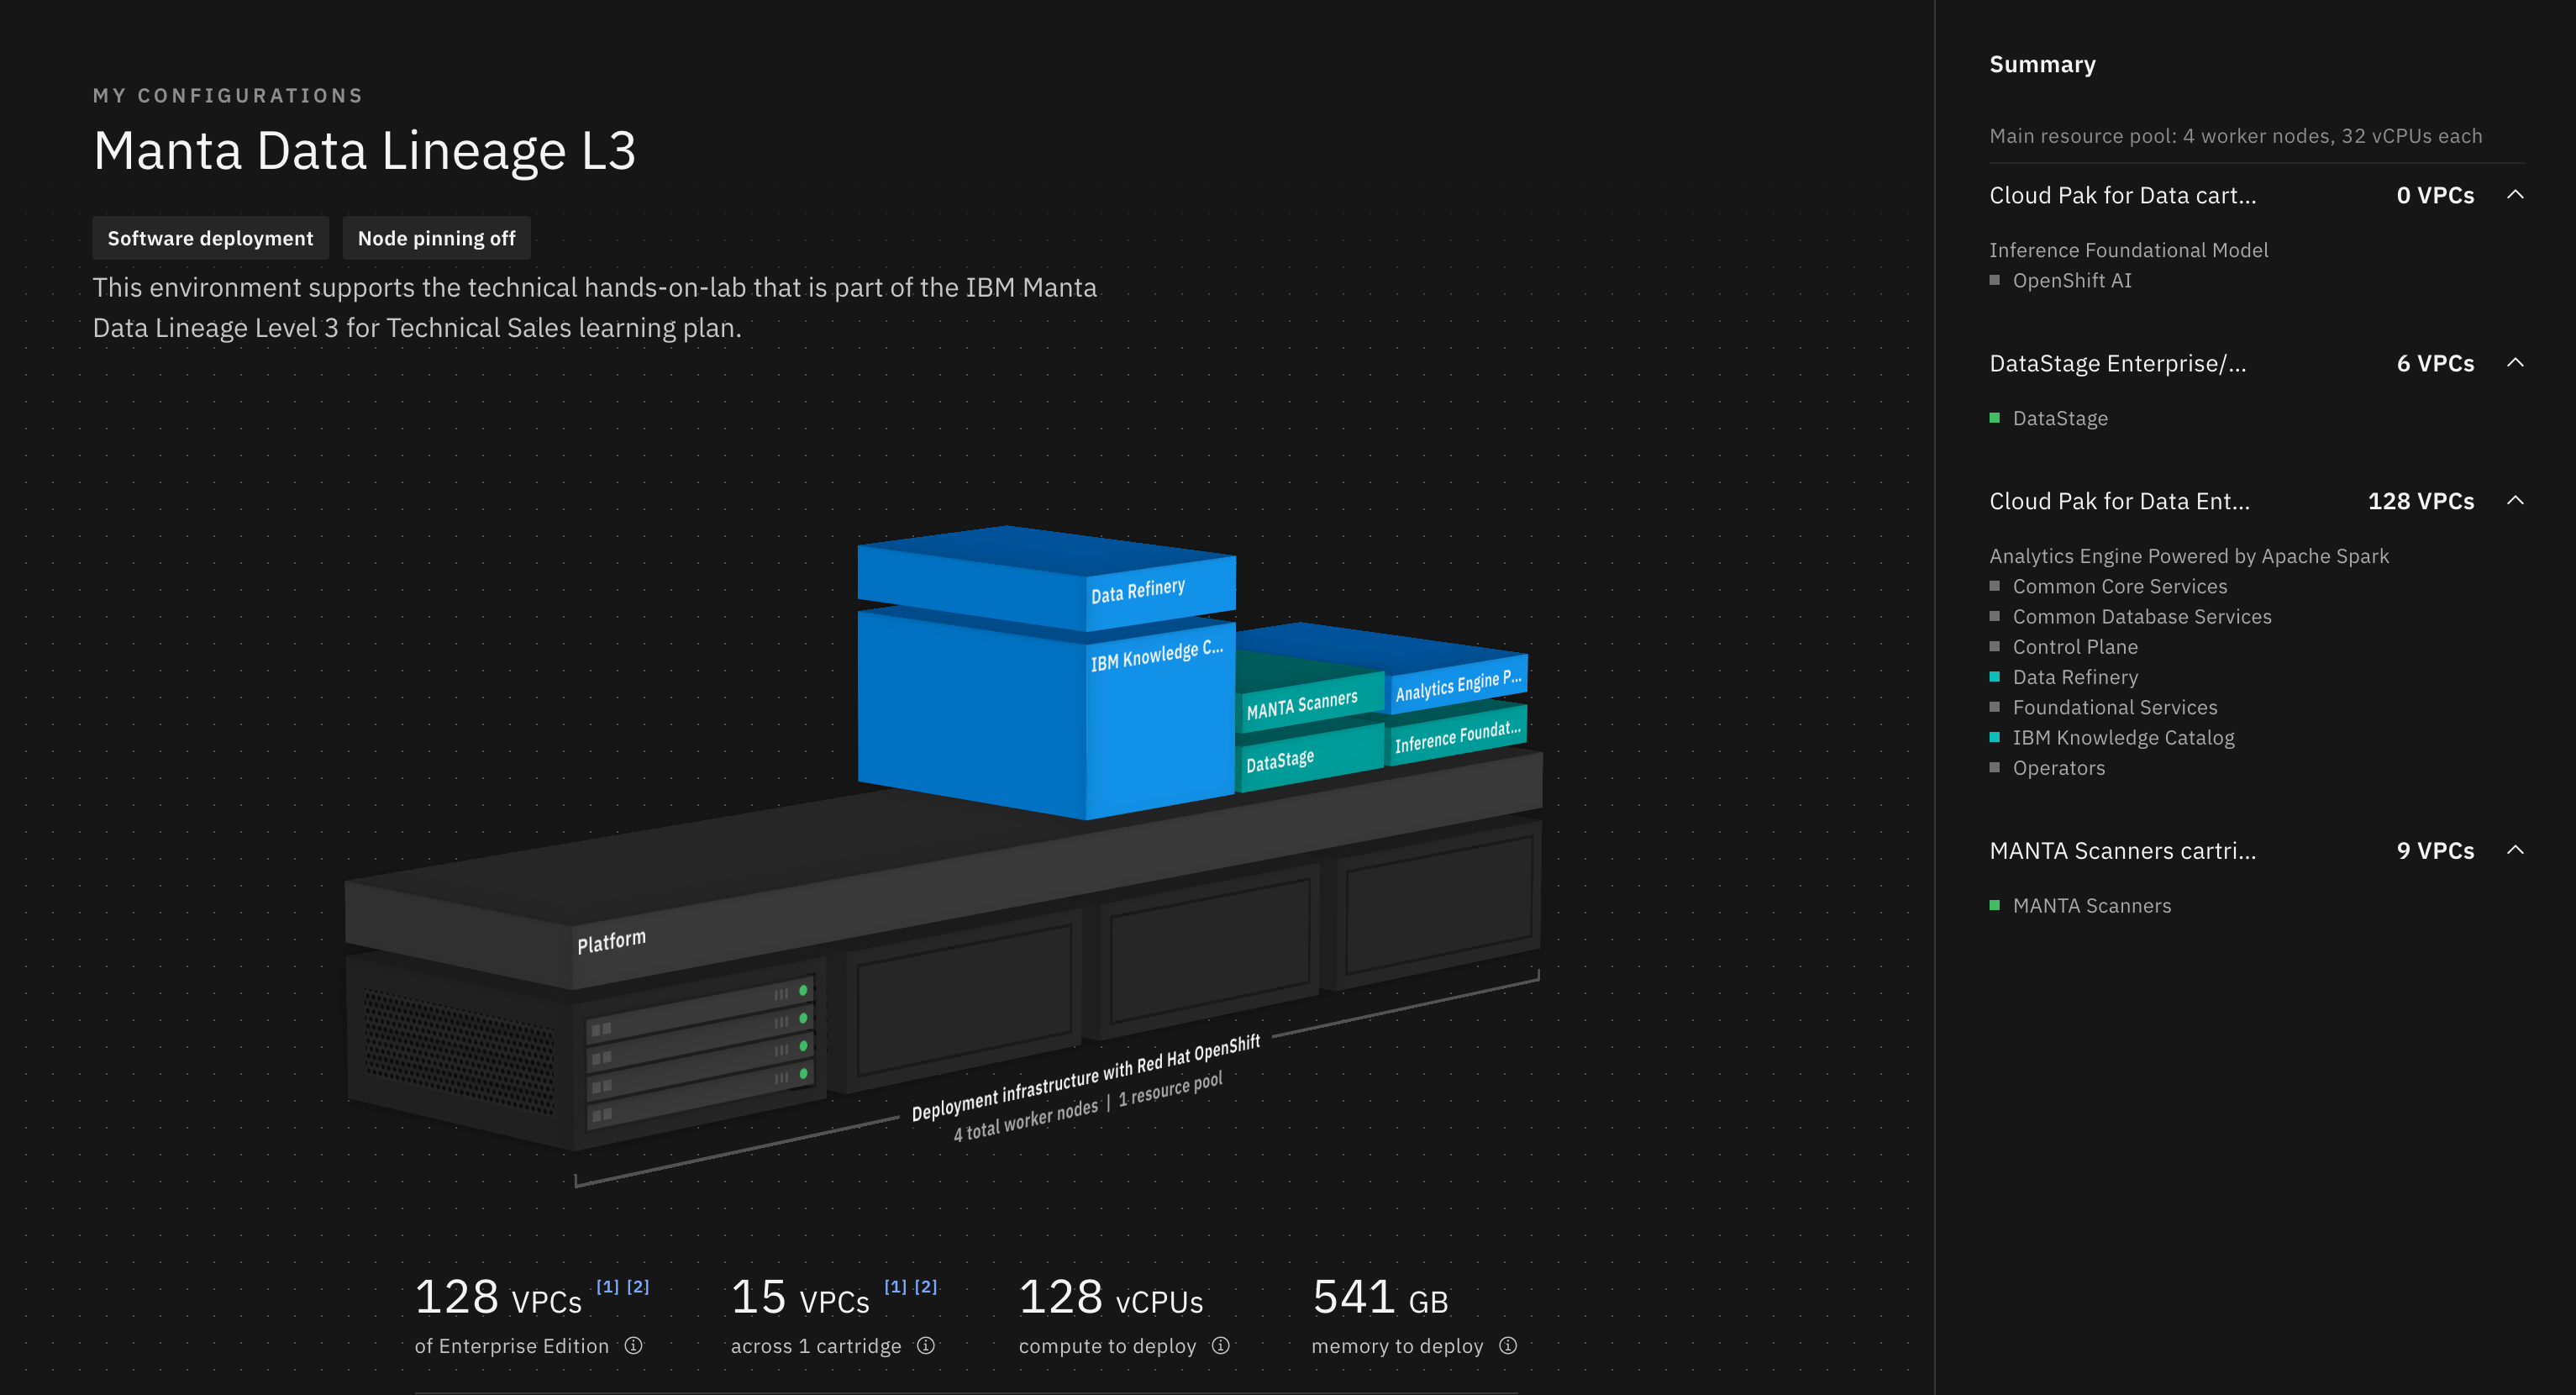 MY CONFIGURATIONS
Manta Data Lineage L3
Software deployment
Node pinning off
This environment supports the technical hands-on-lab that is part of the IBM Manta
Data Lineage Level 3 for Technical Sales learning plan.
Data Refinery
IBM Knowledge C...
MANTA Scanners
Analytics Engine P...
DataStage
Inference Foundat...
Platform
Deployment infrastructure with Red Hat OpenShift
4 total worker nodes | 1 resource pool
128 VPCs [1] [2]
of Enterprise Edition
15 VPCs [1] [2]
across 1 cartridge
128 vCPUs
compute to deploy
541 GB
memory to deploy
Summary
Main resource pool: 4 worker nodes, 32 vCPUs each
Cloud Pak for Data cart... 0 VPCs
Inference Foundational Model
OpenShift AI
DataStage Enterprise/... 6 VPCs
DataStage
Cloud Pak for Data Ent... 128 VPCs
Analytics Engine Powered by Apache Spark
Common Core Services
Common Database Services
Control Plane
Data Refinery
Foundational Services
IBM Knowledge Catalog
Operators
MANTA Scanners cartri... 9 VPCs
MANTA Scanners